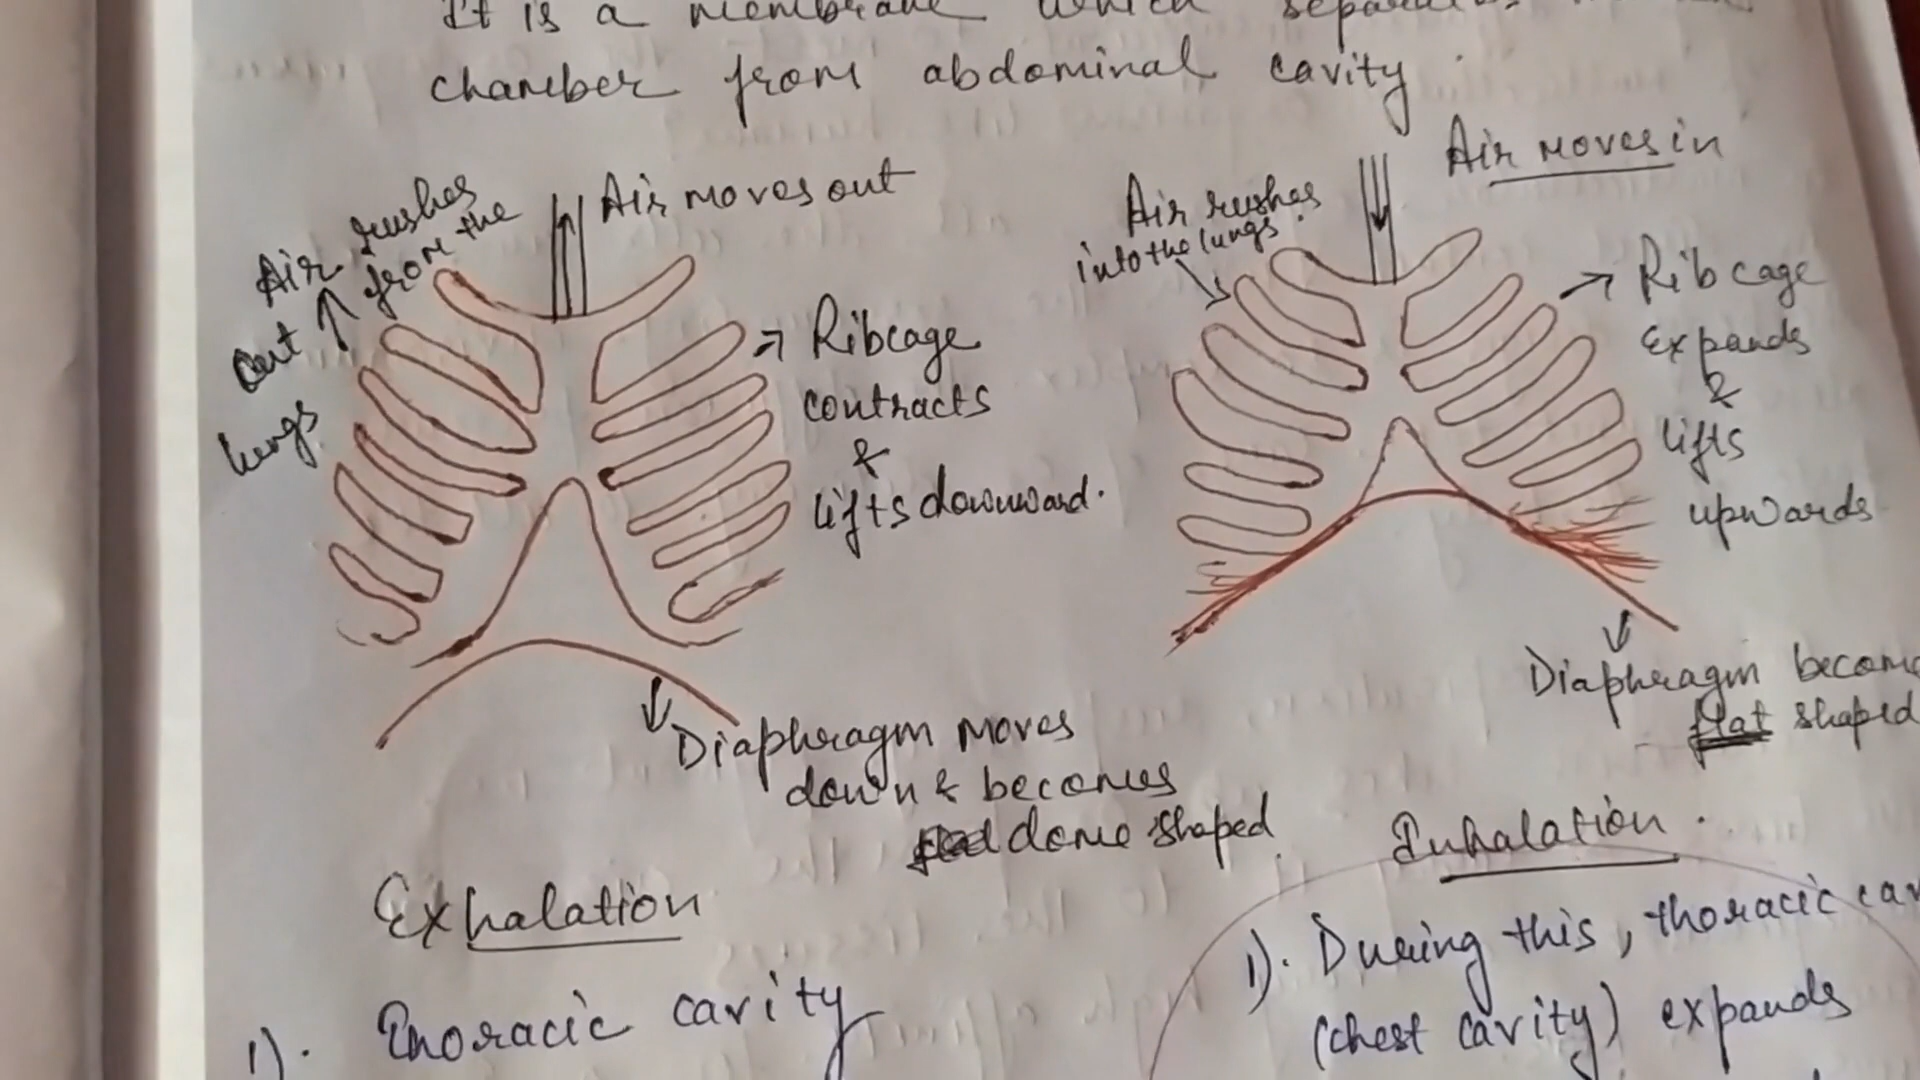 It is a membrane which
chamber from abdominal cavity
Air rushes
out from the
lungs
Air moves out
Ribcage
contracts
&
lifts downward.
Diaphragm moves
down & becomes
dome shaped
Exhalation
1). Thoracic cavity
Air moves in
Air rushes
into the lungs.
Rib cage
expands
&
lifts
upwards
Diaphragm
flat shaped
Inhalation.
1). During this, thoracic
(chest cavity) expands